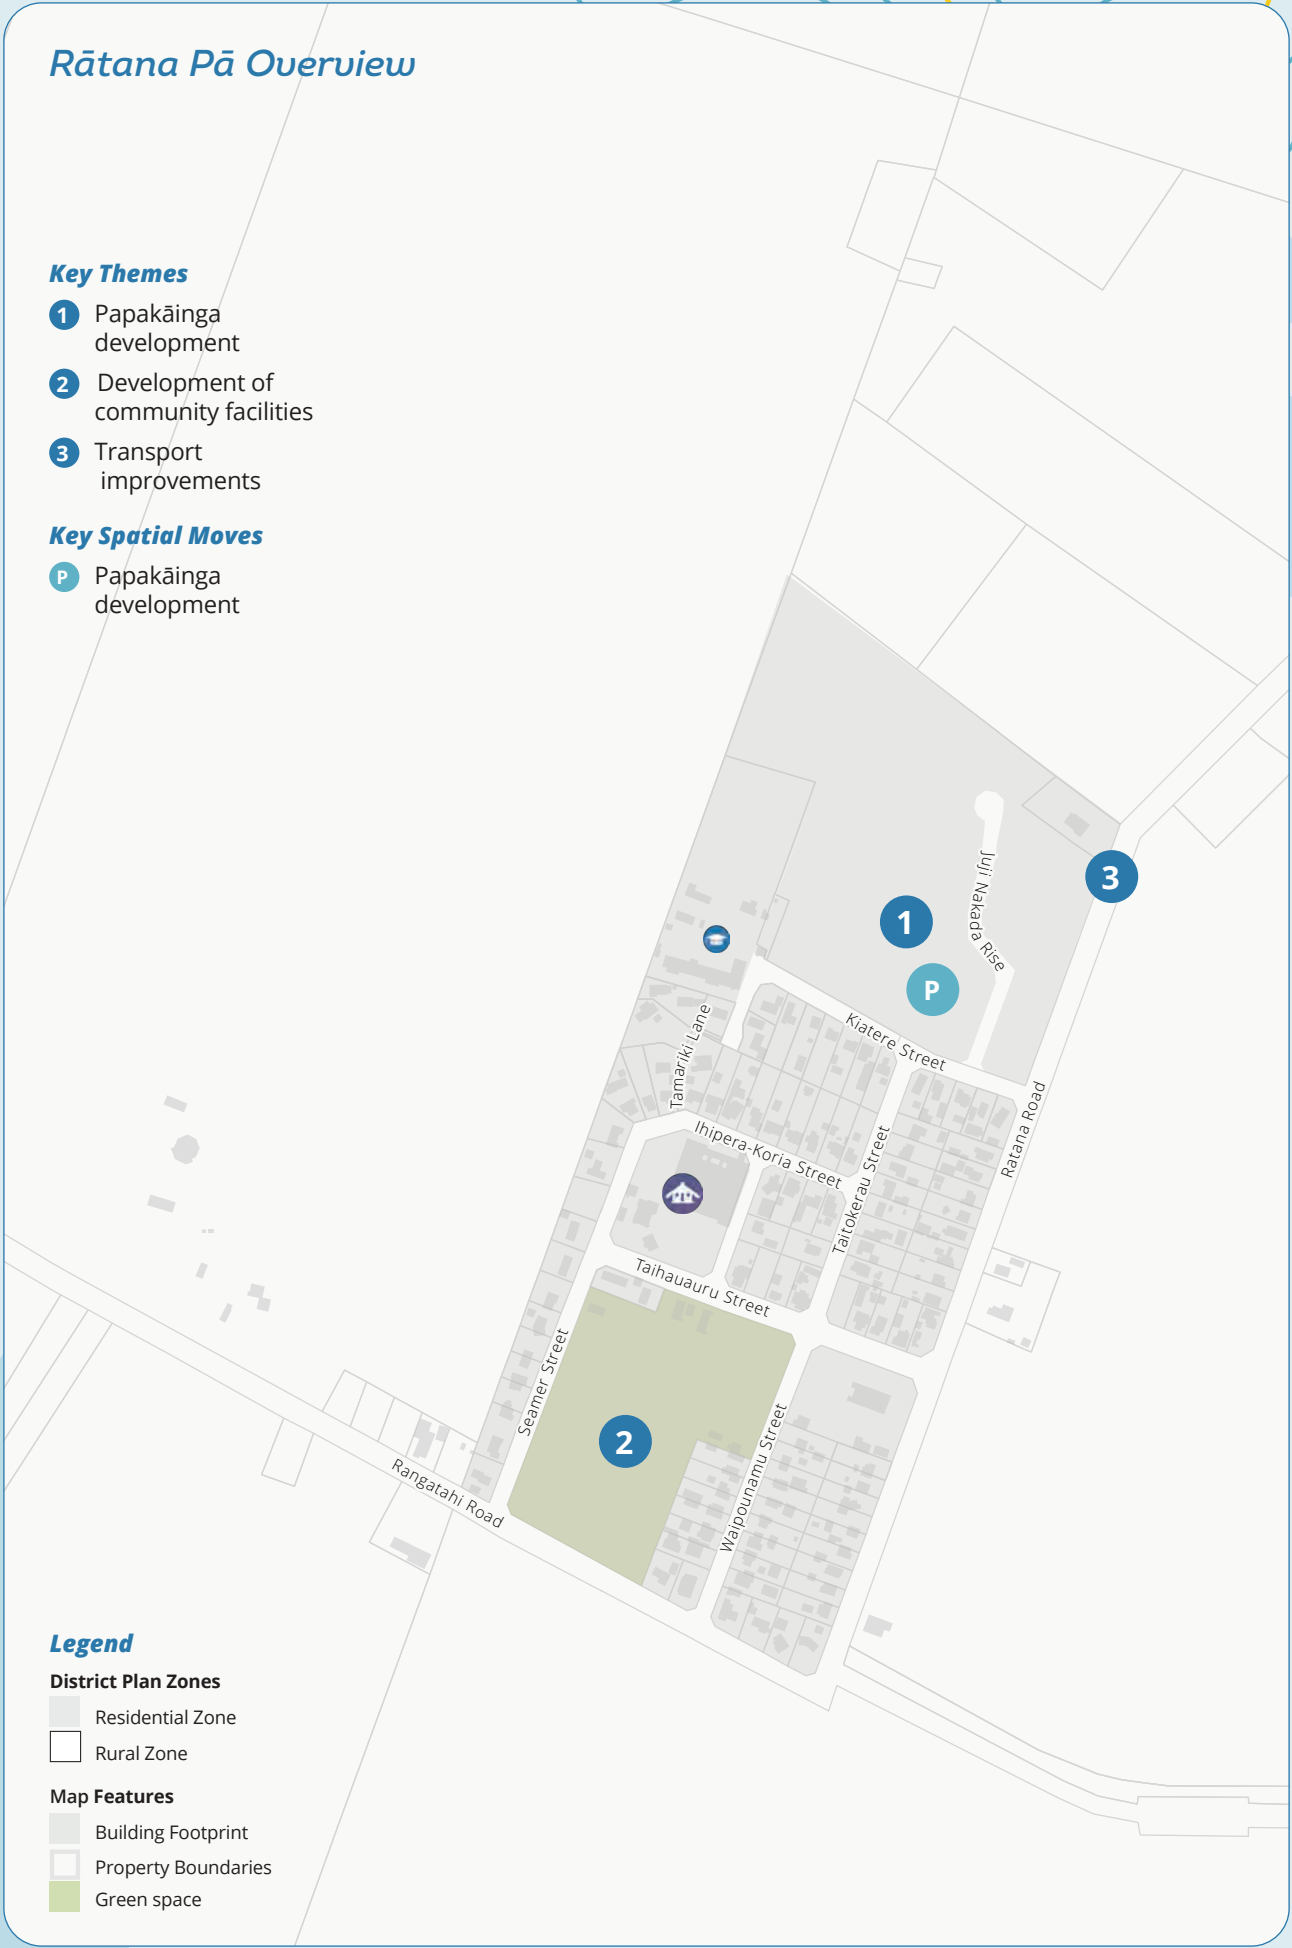 Rātana Pā Overview
Key Themes
1 Papakāinga
development
2 Development of
community facilities
3 Transport
improvements
Key Spatial Moves
P Papakāinga
development
Juji Nakada Rise
3
1
P
Kiatere Street
Tamariki Lane
Ratana Road
Ihipera-Koria Street
Taitokerau Street
Taihauauru Street
Seamer Street
2
Waipounamu Street
Rangatahi Road
Legend
District Plan Zones
Residential Zone
Rural Zone
Map Features
Building Footprint
Property Boundaries
Green space